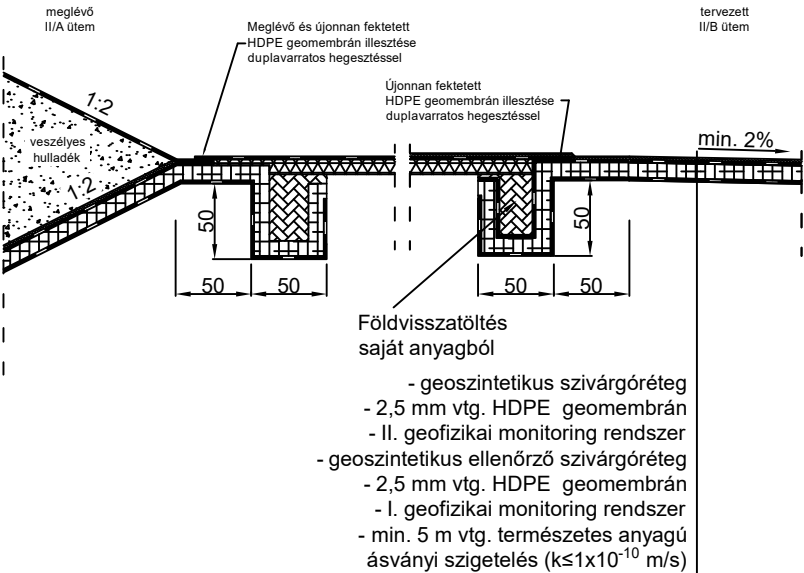 meglévő
II/A ütem
Meglévő és újonnan fektetett
HDPE geomembrán illesztése
duplavarratos hegesztéssel
tervezett
II/B ütem
Újonnan fektetett
HDPE geomembrán illesztése
duplavarratos hegesztéssel
1:2
veszélyes
hulladék
1:2
min. 2%
50
50
50
50
50
50
Földvisszatöltés
saját anyagból
- geoszintetikus szivárgóréteg
- 2,5 mm vtg. HDPE geomembrán
- II. geofizikai monitoring rendszer
- geoszintetikus ellenőrző szivárgóréteg
- 2,5 mm vtg. HDPE geomembrán
- I. geofizikai monitoring rendszer
- min. 5 m vtg. természetes anyagú
ásványi szigetelés (k≤1x10⁻¹⁰ m/s)